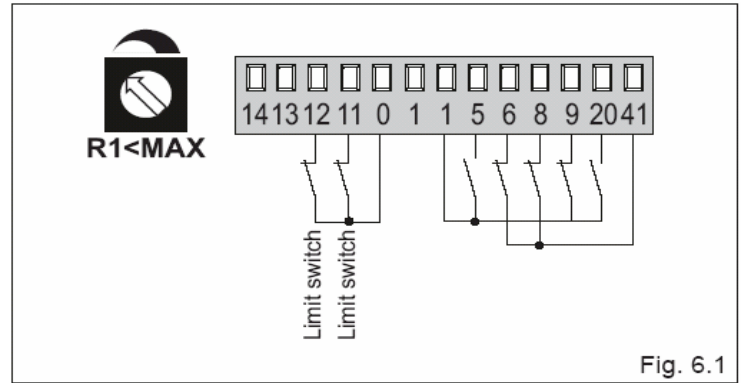 14 13 12 11 0 1 1 5 6 8 9 20 41
R1<MAX
Limit switch
Limit switch
Fig. 6.1